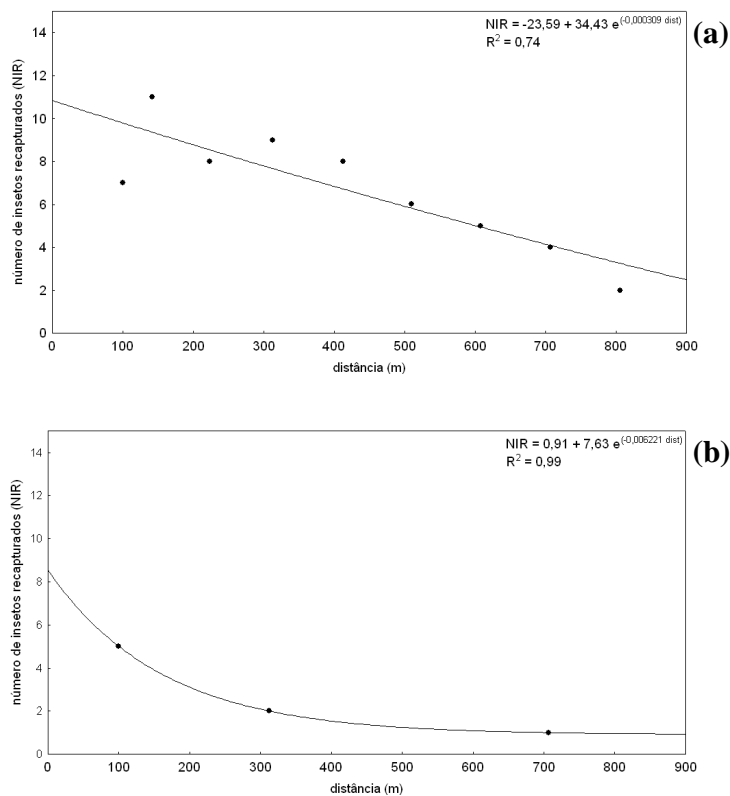 NIR = -23,59 + 34,43 e(-0,000309 dist)
R2 = 0,74
(a)
14
12
10
8
6
4
2
0
número de insetos recapturados (NIR)
0 100 200 300 400 500 600 700 800 900
distância (m)
NIR = 0,91 + 7,63 e(-0,006221 dist)
R2 = 0,99
(b)
14
12
10
8
6
4
2
0
número de insetos recapturados (NIR)
0 100 200 300 400 500 600 700 800 900
distância (m)